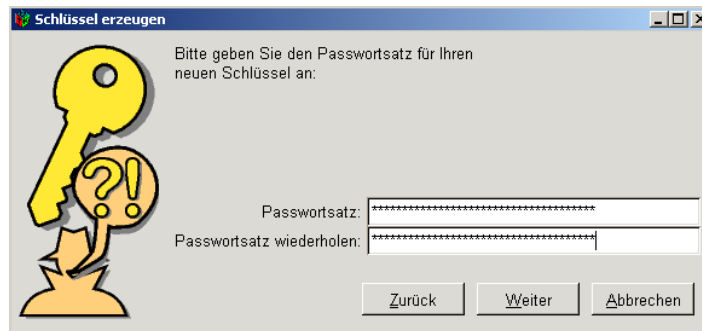 Schlüssel erzeugen
Bitte geben Sie den Passwortsatz für Ihren
neuen Schlüssel an:
?!
Passwortsatz: *************************************
Passwortsatz wiederholen: *************************************
Zurück Weiter Abbrechen